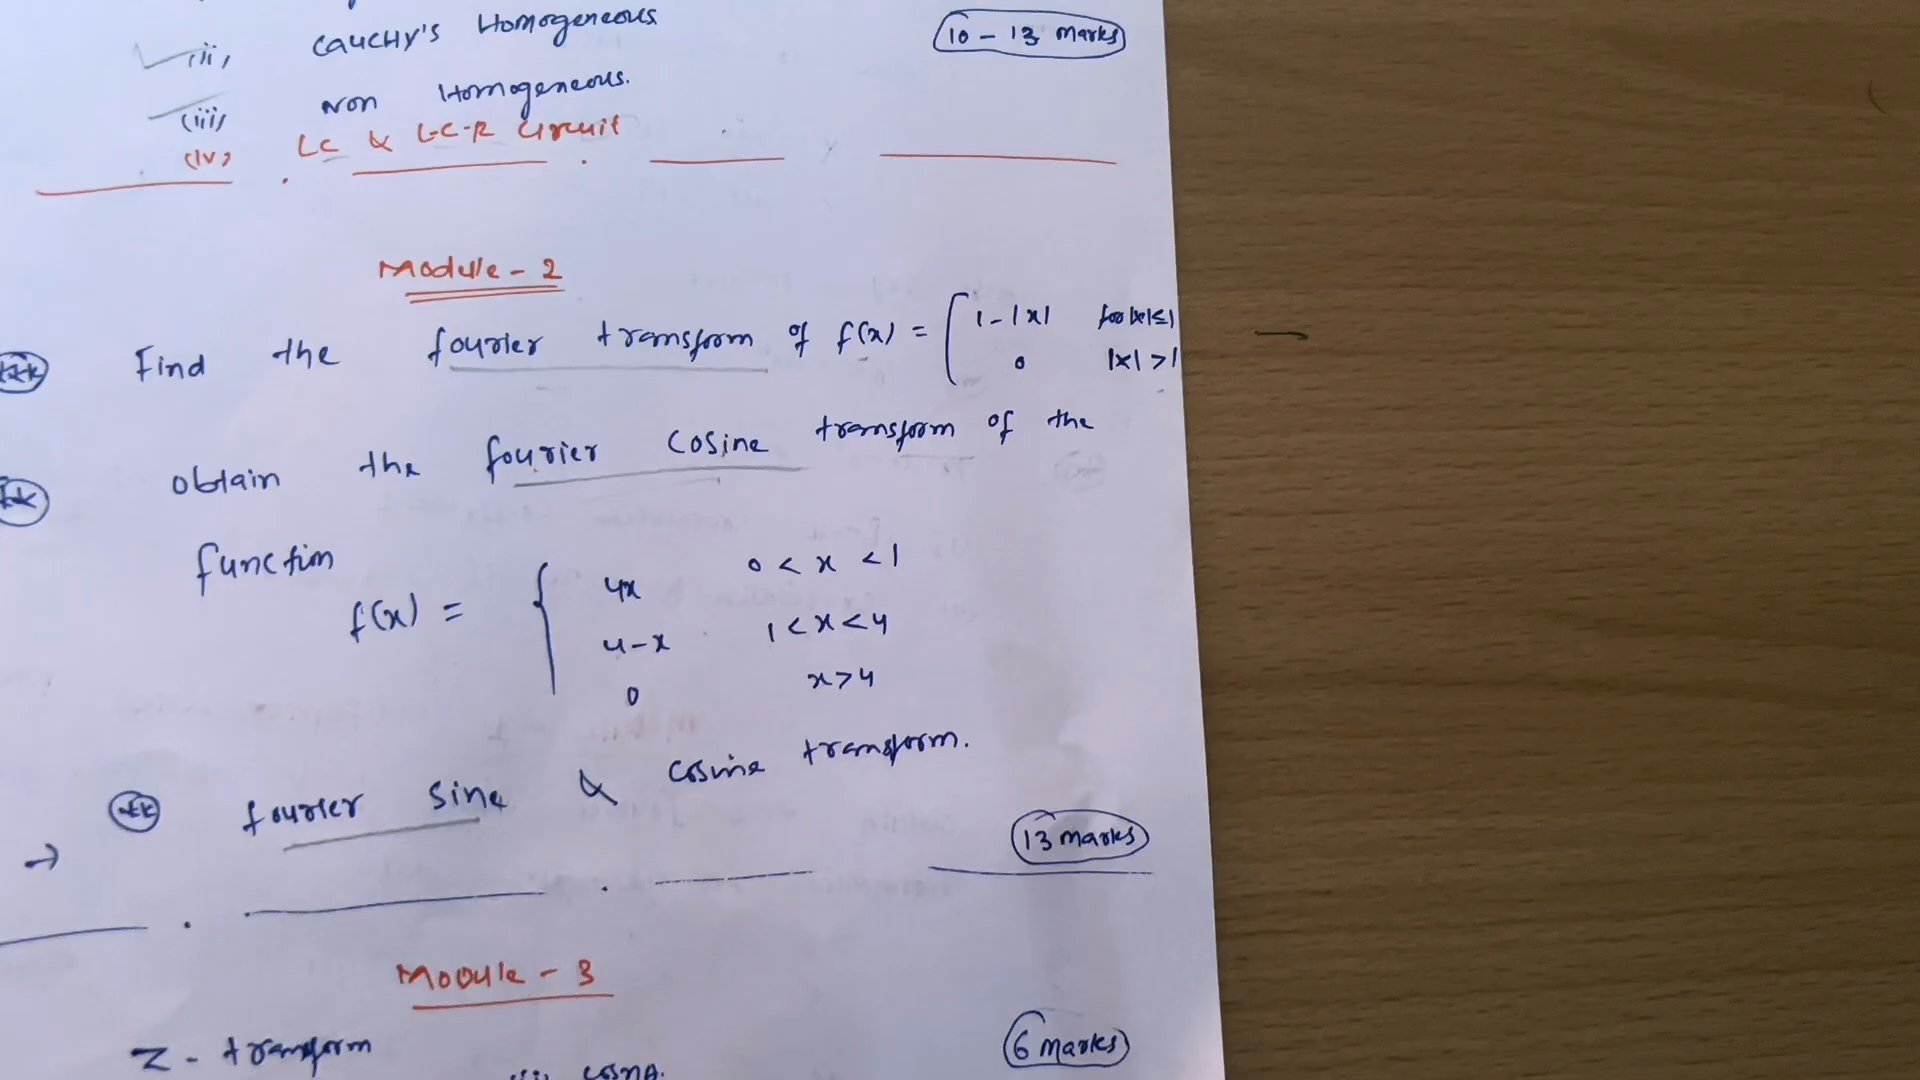 (ii) CAUCHY'S Homogeneous
10 - 13 marks
(iii) Non Homogeneous.
(iv) LC & L-C-R circuit
Module - 2
Find the fourier transform of f(x) = { 1-|x| for |x|≤1
0 |x|>1
obtain the fourier cosine transform of the
function
f(x) = { 4x 0<x<1
4-x 1<x<4
0 x>4
→ fourier sine & cosine transform.
13 marks
Module - 3
Z - transform
6 marks